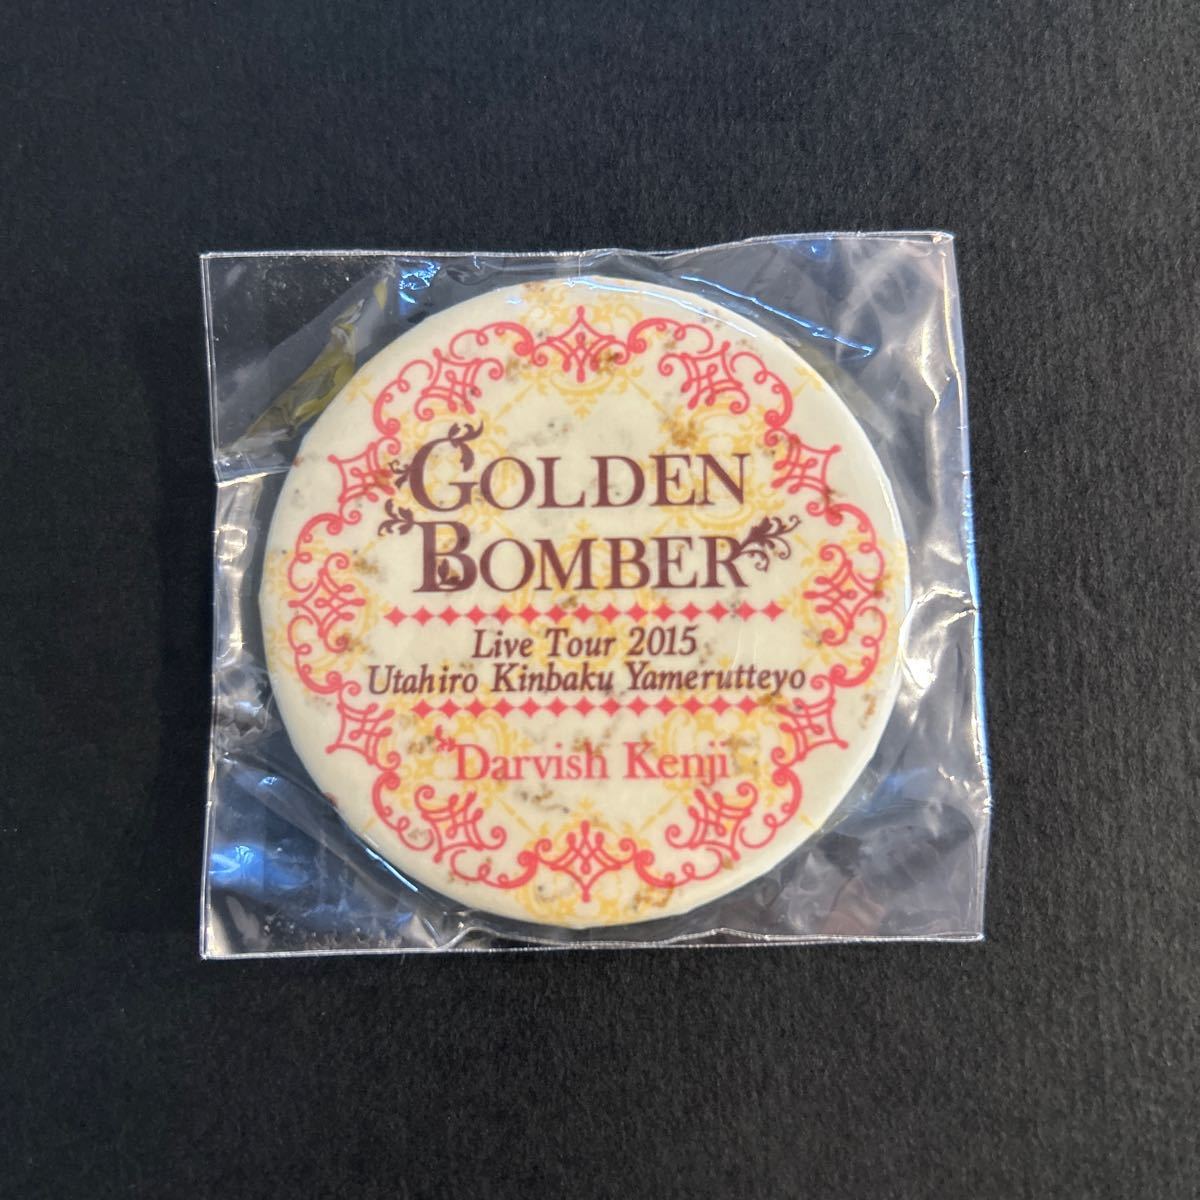 GOLDEN
BOMBER
Live Tour 2015
Utahiro Kinbaku Yamerutteyo
Darvish Kenji